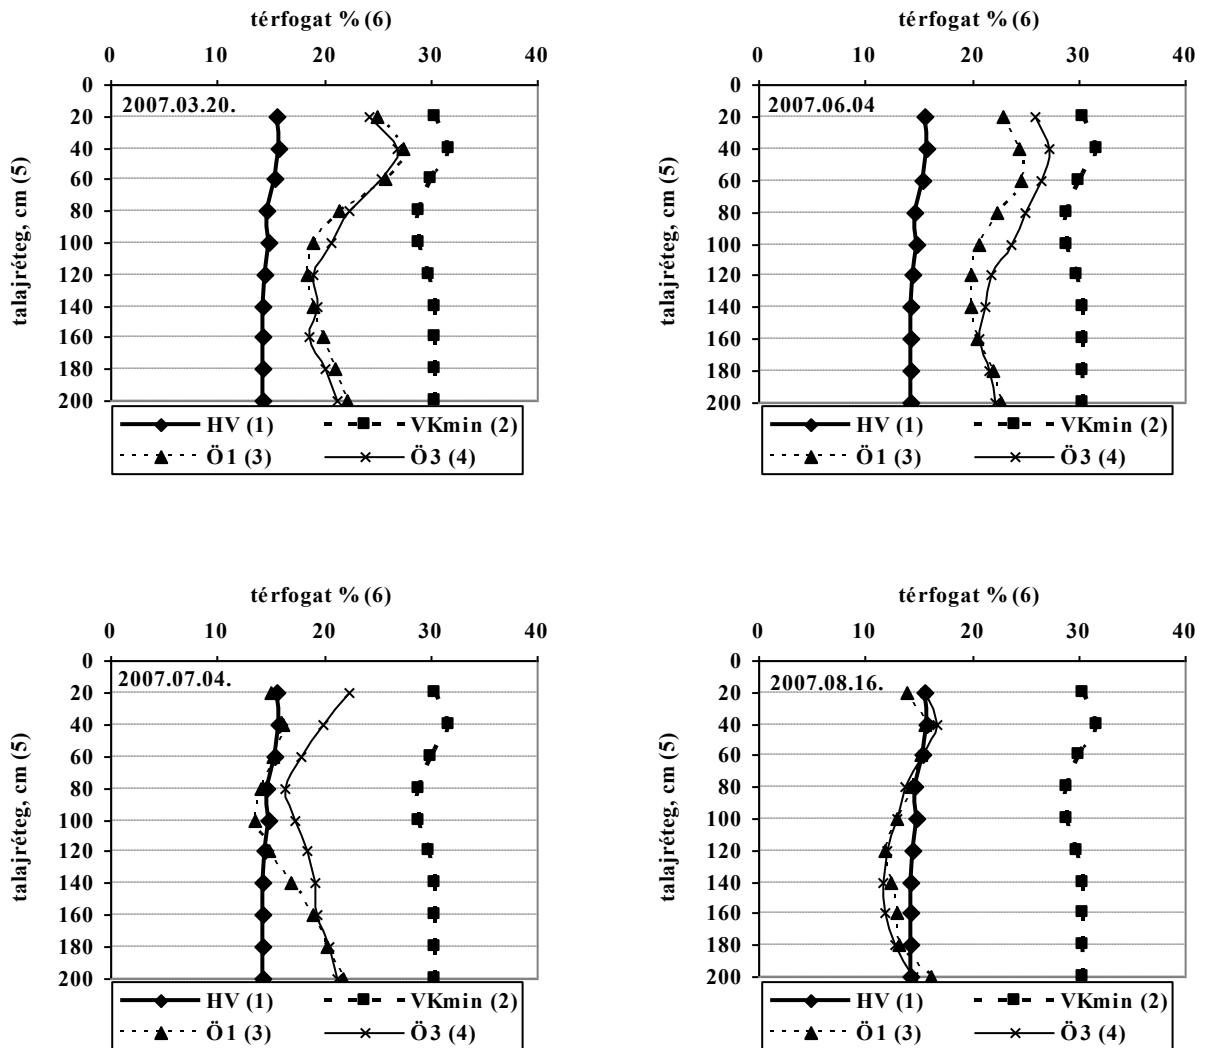 térfogat % (6)
0 10 20 30 40
0
2007.03.20.
20
40
60
80
100
120
140
160
180
200
talajréteg, cm (5)
HV (1) VKmin (2)
Ö1 (3) Ö3 (4)
térfogat % (6)
0 10 20 30 40
0
2007.06.04
20
40
60
80
100
120
140
160
180
200
talajréteg, cm (5)
HV (1) VKmin (2)
Ö1 (3) Ö3 (4)
térfogat % (6)
0 10 20 30 40
0
2007.07.04.
20
40
60
80
100
120
140
160
180
200
talajréteg, cm (5)
HV (1) VKmin (2)
Ö1 (3) Ö3 (4)
térfogat % (6)
0 10 20 30 40
0
2007.08.16.
20
40
60
80
100
120
140
160
180
200
talajréteg, cm (5)
HV (1) VKmin (2)
Ö1 (3) Ö3 (4)